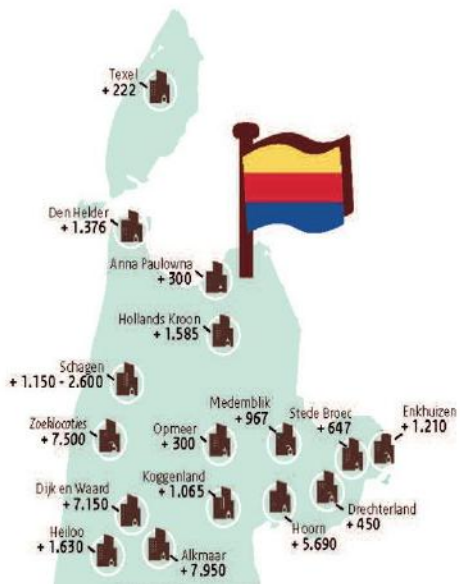 Texel
+ 222
Den Helder
+ 1.376
Anna Paulowna
+ 300
Hollands Kroon
+ 1.585
Schagen
+ 1.150 - 2.600
Zoeklocaties
+ 7.500
Opmeer
+ 300
Medemblik
+ 967
Stede Broec
+ 647
Enkhuizen
+ 1.210
Dijk en Waard
+ 7.150
Koggenland
+ 1.065
Hoorn
+ 5.690
Drechterland
+ 450
Heiloo
+ 1.630
Alkmaar
+ 7.950